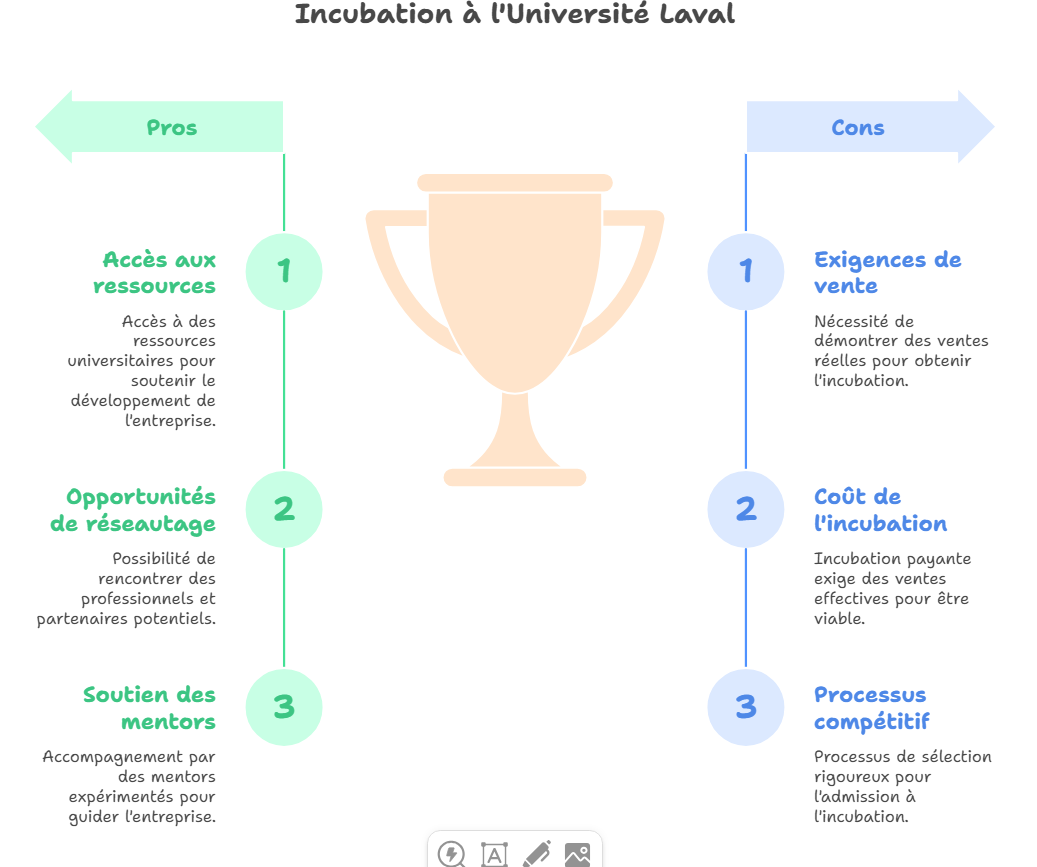 Incubation à l'Université Laval
Pros
1
Accès aux
ressources
Accès à des
ressources
universitaires pour
soutenir le
développement de
l'entreprise.
2
Opportunités
de réseautage
Possibilité de
rencontrer des
professionnels et
partenaires potentiels.
3
Soutien des
mentors
Accompagnement par
des mentors
expérimentés pour
guider l'entreprise.
Cons
1
Exigences de
vente
Nécessité de
démontrer des ventes
réelles pour obtenir
l'incubation.
2
Coût de
l'incubation
Incubation payante
exige des ventes
effectives pour être
viable.
3
Processus
compétitif
Processus de sélection
rigoureux pour
l'admission à
l'incubation.
A